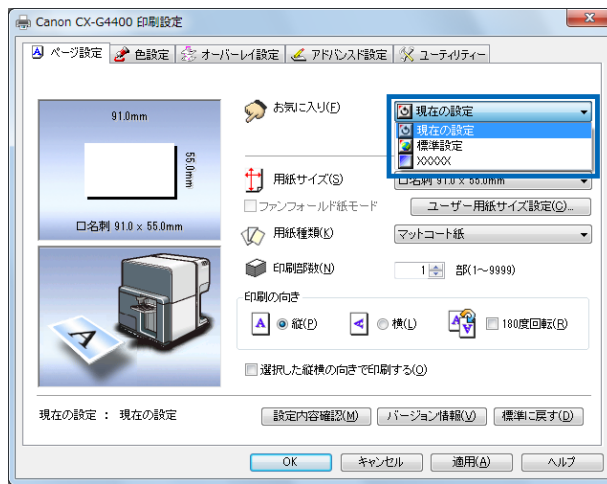 Canon CX-G4400 印刷設定
ページ設定 色設定 オーバーレイ設定 アドバンスド設定 ユーティリティー
お気に入り(F) 現在の設定
現在の設定
標準設定
XXXXX
91.0mm
55.0mm
口名刺 91.0 x 55.0mm
用紙サイズ(S) 口名刺 91.0 x 55.0mm
ファンフォールド紙モード ユーザー用紙サイズ設定(C)...
用紙種類(K) マットコート紙
印刷部数(N) 1 部(1～9999)
印刷の向き
A 縦(P) A 横(L) A 180度回転(R)
A
選択した縦横の向きで印刷する(O)
現在の設定 : 現在の設定 設定内容確認(M) バージョン情報(V) 標準に戻す(D)
OK キャンセル 適用(A) ヘルプ